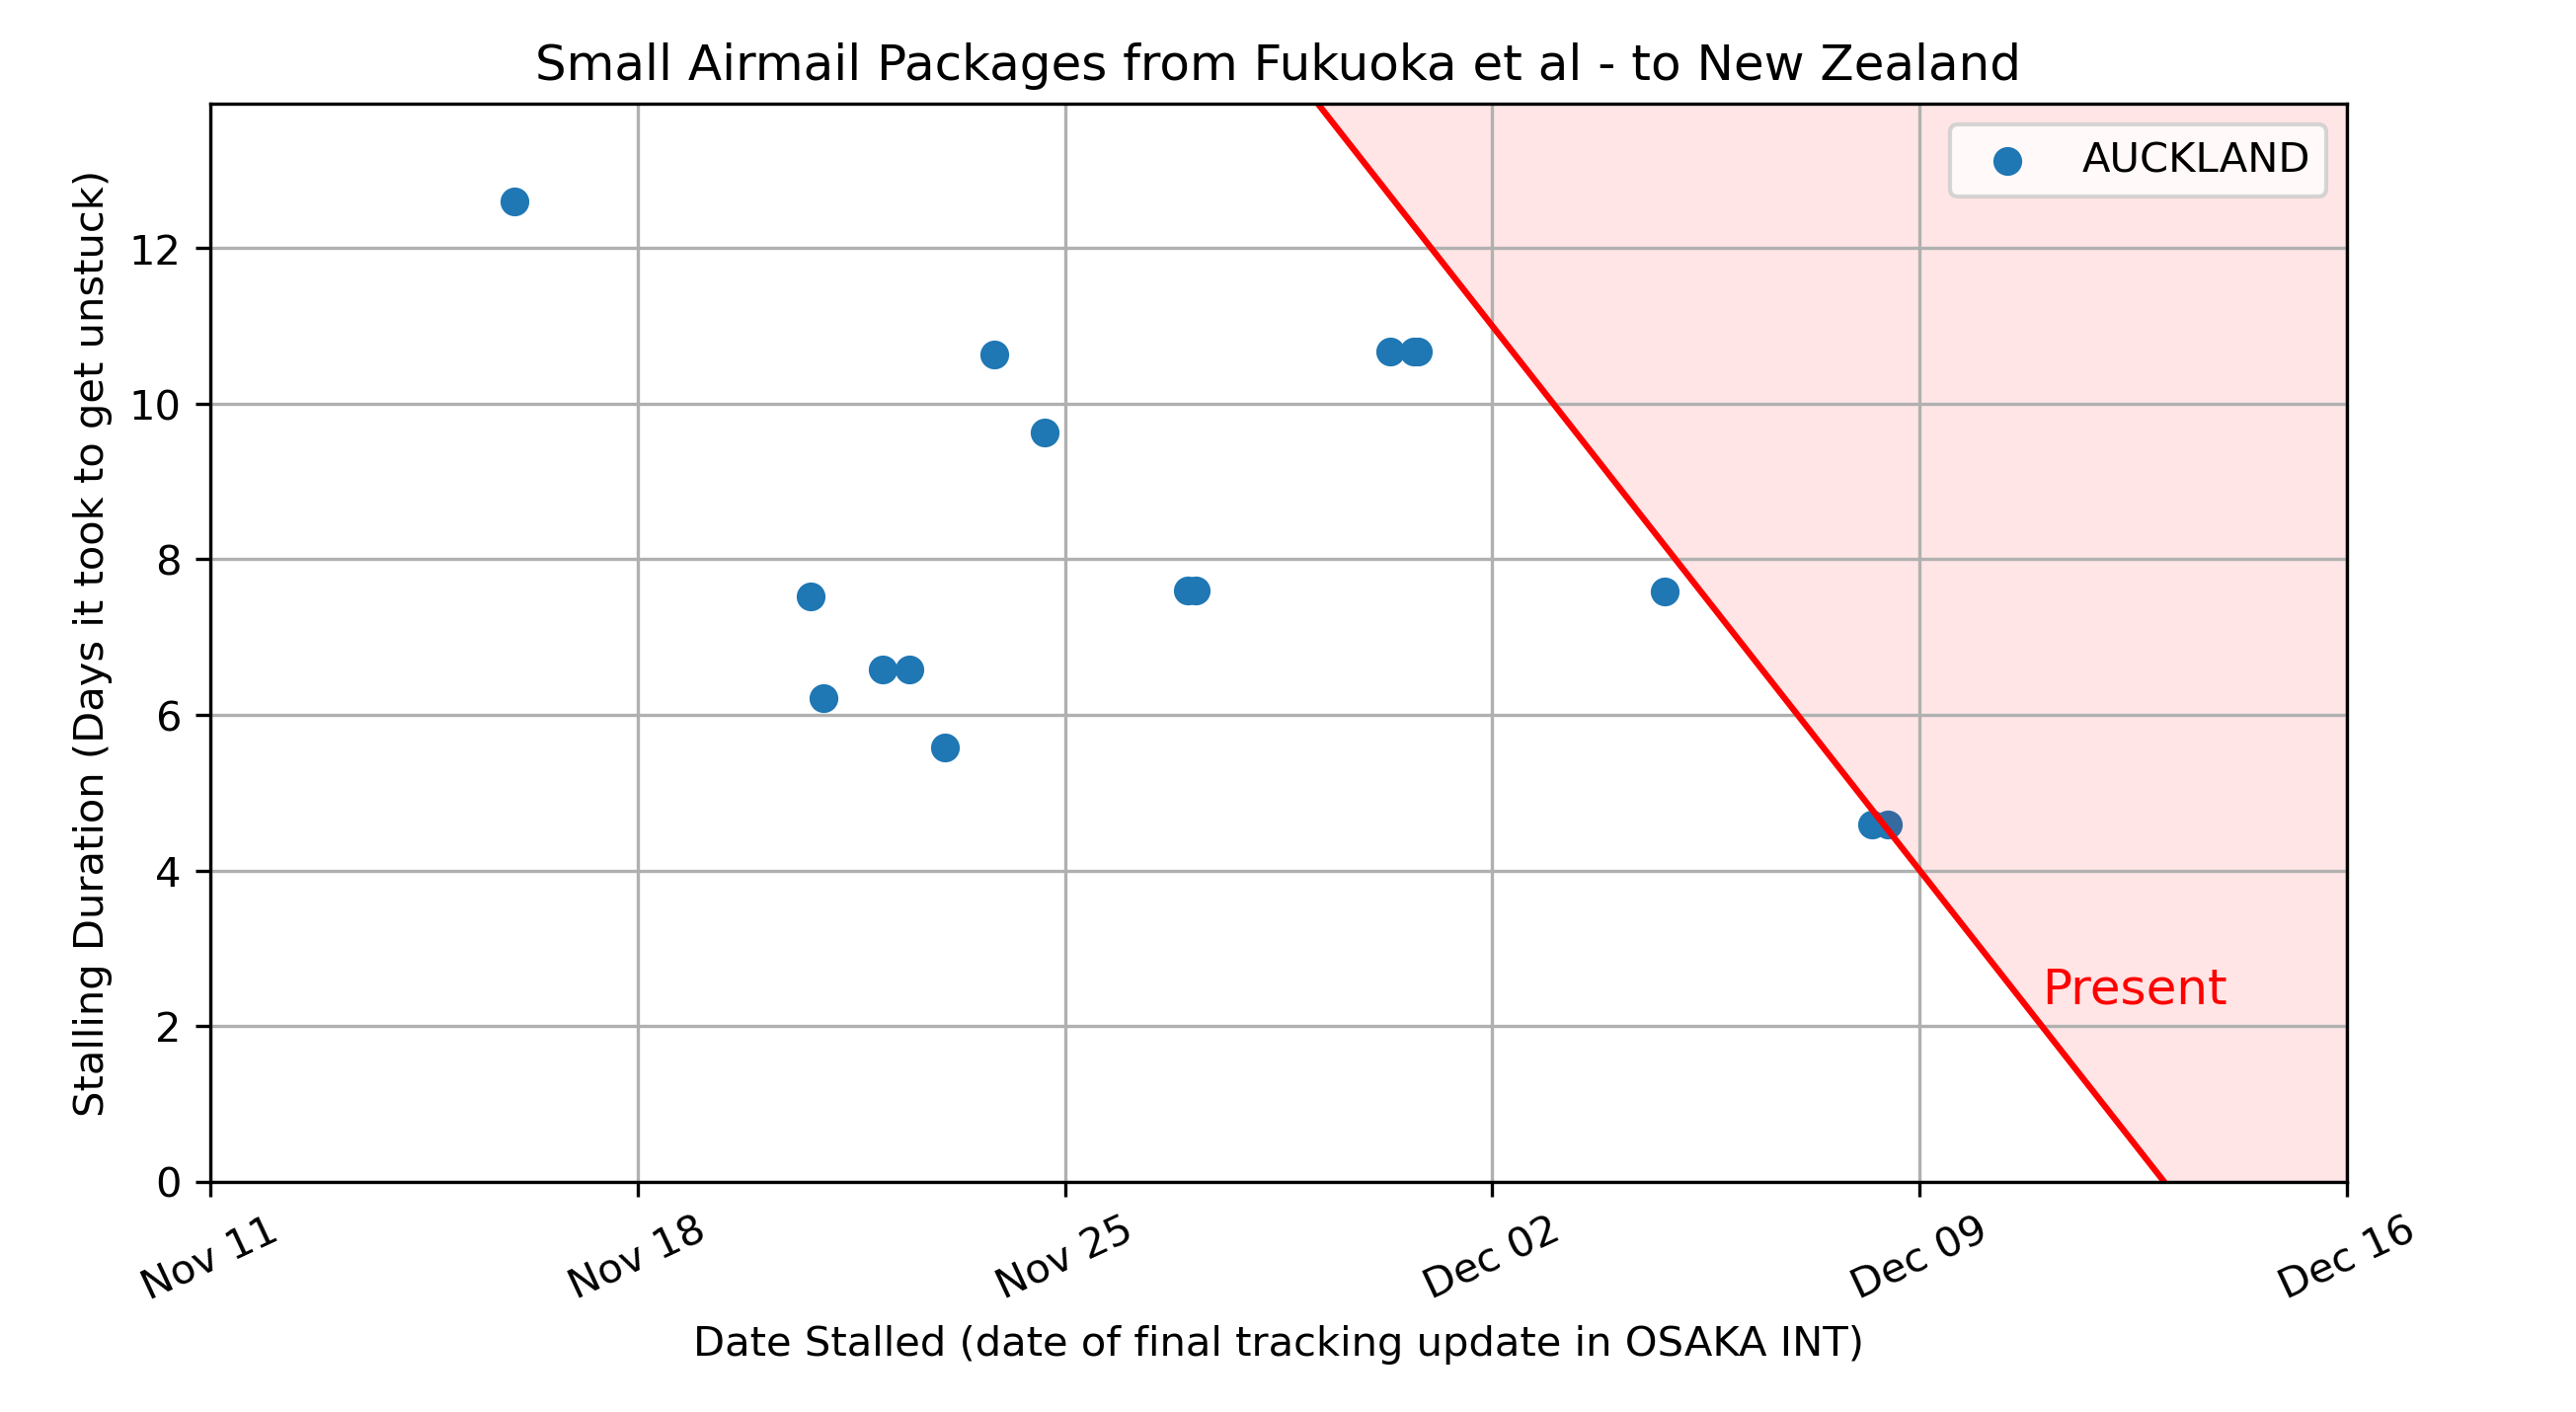 Small Airmail Packages from Fukuoka et al - to New Zealand
AUCKLAND
Stalling Duration (Days it took to get unstuck)
12
10
8
6
4
2
0
Present
Nov 11
Nov 18
Nov 25
Dec 02
Dec 09
Dec 16
Date Stalled (date of final tracking update in OSAKA INT)